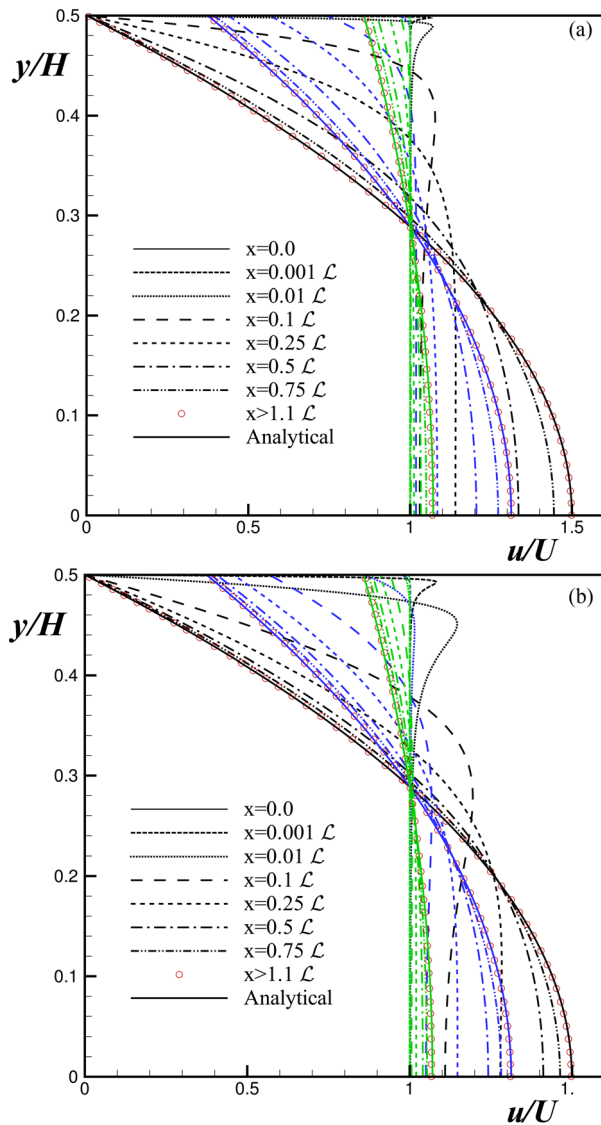 0.5
(a)
y/H
0.4
0.3
x=0.0
x=0.001 ℒ
x=0.01 ℒ
0.2
x=0.1 ℒ
x=0.25 ℒ
x=0.5 ℒ
x=0.75 ℒ
0.1
x>1.1 ℒ
Analytical
0
0 0.5 1 1.5
u/U
0.5
(b)
y/H
0.4
0.3
x=0.0
x=0.001 ℒ
x=0.01 ℒ
0.2
x=0.1 ℒ
x=0.25 ℒ
x=0.5 ℒ
x=0.75 ℒ
0.1
x>1.1 ℒ
Analytical
0
0 0.5 1 1.
u/U